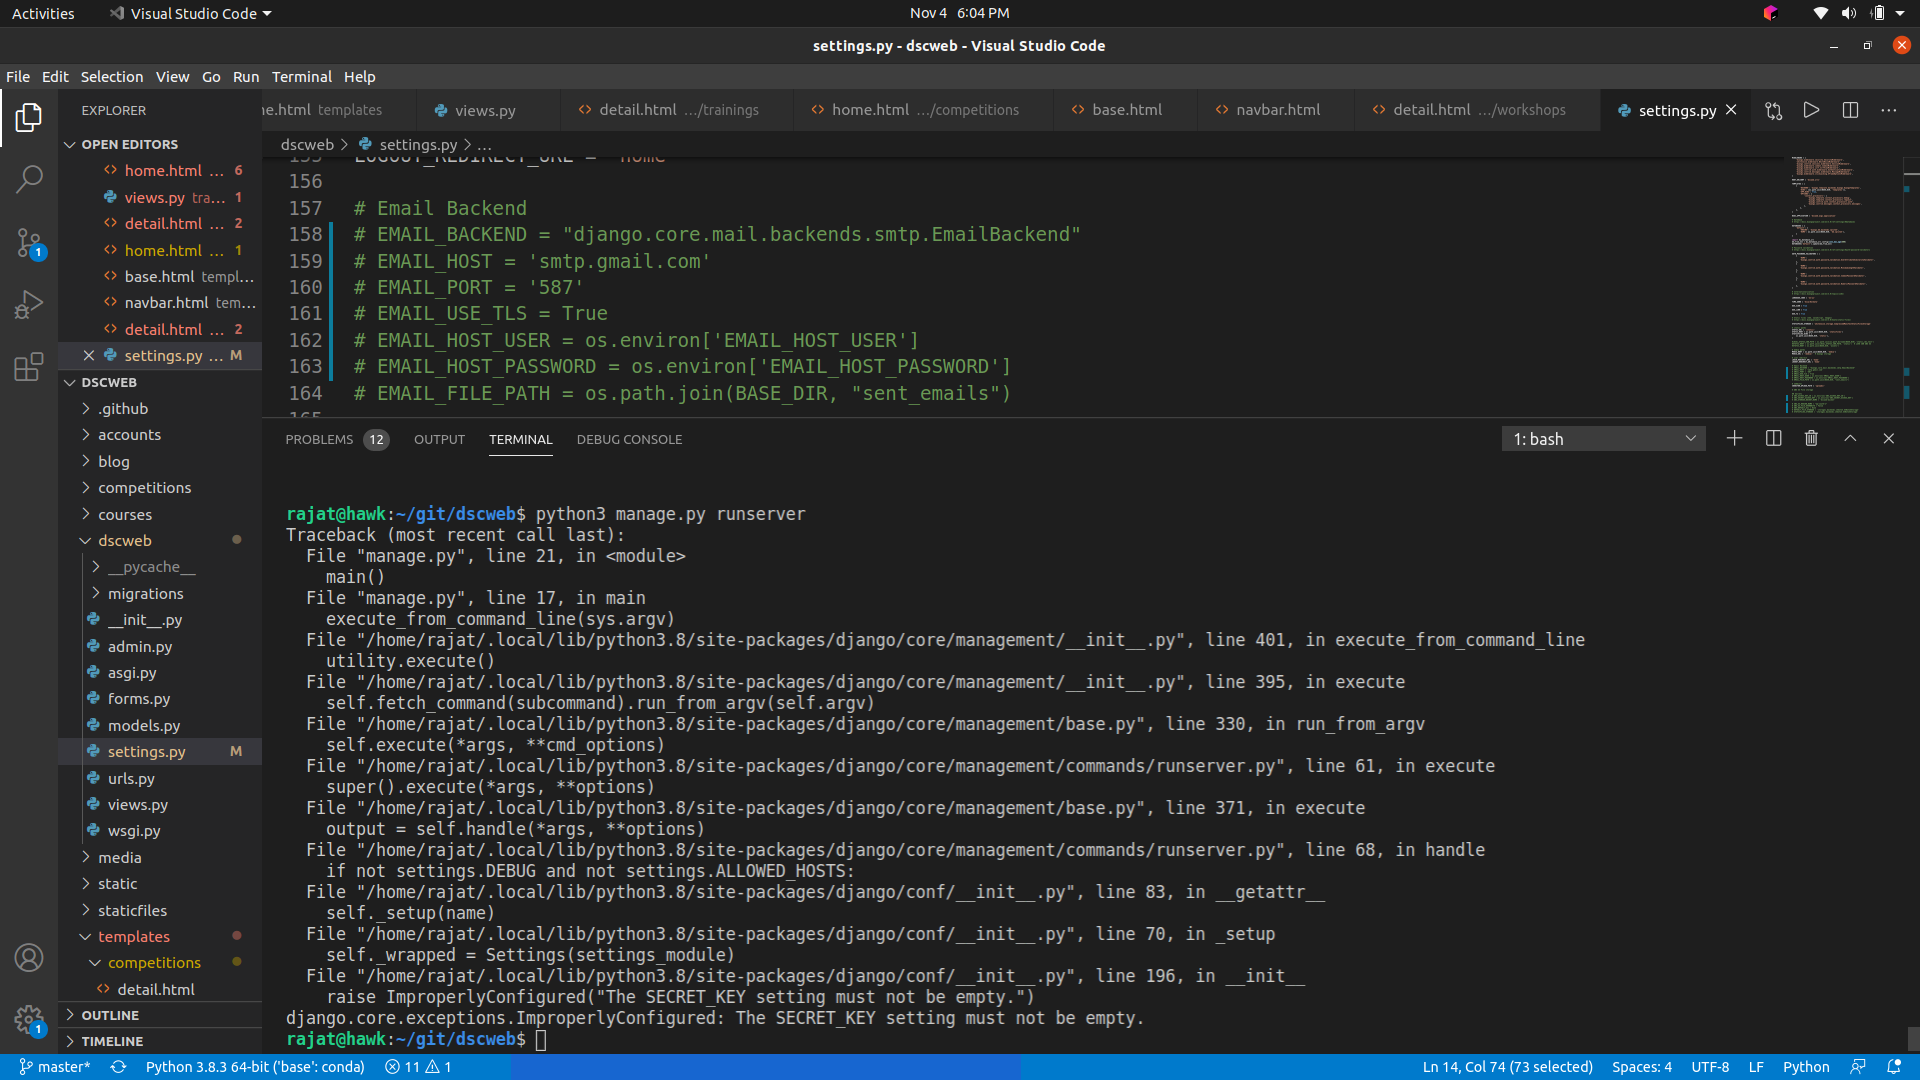 Activities
Visual Studio Code
Nov 4 6:04 PM
settings.py - dscweb - Visual Studio Code
File Edit Selection View Go Run Terminal Help
EXPLORER
OPEN EDITORS
home.html ... 6
views.py tra... 1
detail.html ... 2
home.html ... 1
base.html templ...
navbar.html tem...
detail.html ... 2
settings.py ... M
DSCWEB
.github
accounts
blog
competitions
courses
dscweb
__pycache__
migrations
__init__.py
admin.py
asgi.py
forms.py
models.py
settings.py M
urls.py
views.py
wsgi.py
media
static
staticfiles
templates
competitions
detail.html
OUTLINE
TIMELINE
1
1
ne.html templates
views.py
detail.html .../trainings
home.html .../competitions
base.html
navbar.html
detail.html .../workshops
settings.py
dscweb > settings.py > ...
155 LOGOUT_REDIRECT_URL = 'home'
156
157 # Email Backend
158 # EMAIL_BACKEND = "django.core.mail.backends.smtp.EmailBackend"
159 # EMAIL_HOST = 'smtp.gmail.com'
160 # EMAIL_PORT = '587'
161 # EMAIL_USE_TLS = True
162 # EMAIL_HOST_USER = os.environ['EMAIL_HOST_USER']
163 # EMAIL_HOST_PASSWORD = os.environ['EMAIL_HOST_PASSWORD']
164 # EMAIL_FILE_PATH = os.path.join(BASE_DIR, "sent_emails")
165
PROBLEMS 12 OUTPUT TERMINAL DEBUG CONSOLE
1: bash
rajat@hawk:~/git/dscweb$ python3 manage.py runserver
Traceback (most recent call last):
File "manage.py", line 21, in <module>
main()
File "manage.py", line 17, in main
execute_from_command_line(sys.argv)
File "/home/rajat/.local/lib/python3.8/site-packages/django/core/management/__init__.py", line 401, in execute_from_command_line
utility.execute()
File "/home/rajat/.local/lib/python3.8/site-packages/django/core/management/__init__.py", line 395, in execute
self.fetch_command(subcommand).run_from_argv(self.argv)
File "/home/rajat/.local/lib/python3.8/site-packages/django/core/management/base.py", line 330, in run_from_argv
self.execute(*args, **cmd_options)
File "/home/rajat/.local/lib/python3.8/site-packages/django/core/management/commands/runserver.py", line 61, in execute
super().execute(*args, **options)
File "/home/rajat/.local/lib/python3.8/site-packages/django/core/management/base.py", line 371, in execute
output = self.handle(*args, **options)
File "/home/rajat/.local/lib/python3.8/site-packages/django/core/management/commands/runserver.py", line 68, in handle
if not settings.DEBUG and not settings.ALLOWED_HOSTS:
File "/home/rajat/.local/lib/python3.8/site-packages/django/conf/__init__.py", line 83, in __getattr__
self._setup(name)
File "/home/rajat/.local/lib/python3.8/site-packages/django/conf/__init__.py", line 70, in _setup
self._wrapped = Settings(settings_module)
File "/home/rajat/.local/lib/python3.8/site-packages/django/conf/__init__.py", line 196, in __init__
raise ImproperlyConfigured("The SECRET_KEY setting must not be empty.")
django.core.exceptions.ImproperlyConfigured: The SECRET_KEY setting must not be empty.
rajat@hawk:~/git/dscweb$
master* Python 3.8.3 64-bit ('base': conda) 11 1
Ln 14, Col 74 (73 selected) Spaces: 4 UTF-8 LF Python